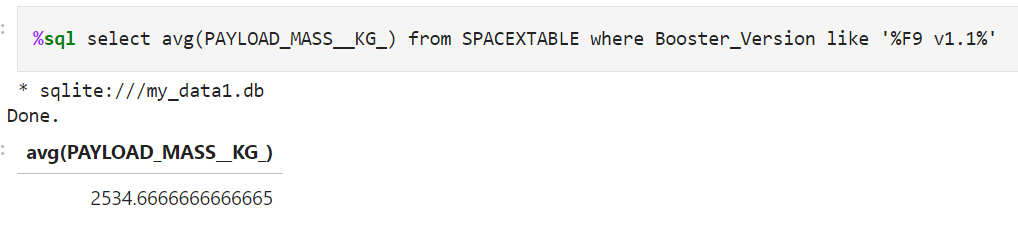 %sql select avg(PAYLOAD_MASS__KG_) from SPACEXTABLE where Booster_Version like '%F9 v1.1%'
* sqlite:///my_data1.db
Done.
avg(PAYLOAD_MASS__KG_)
2534.6666666666665